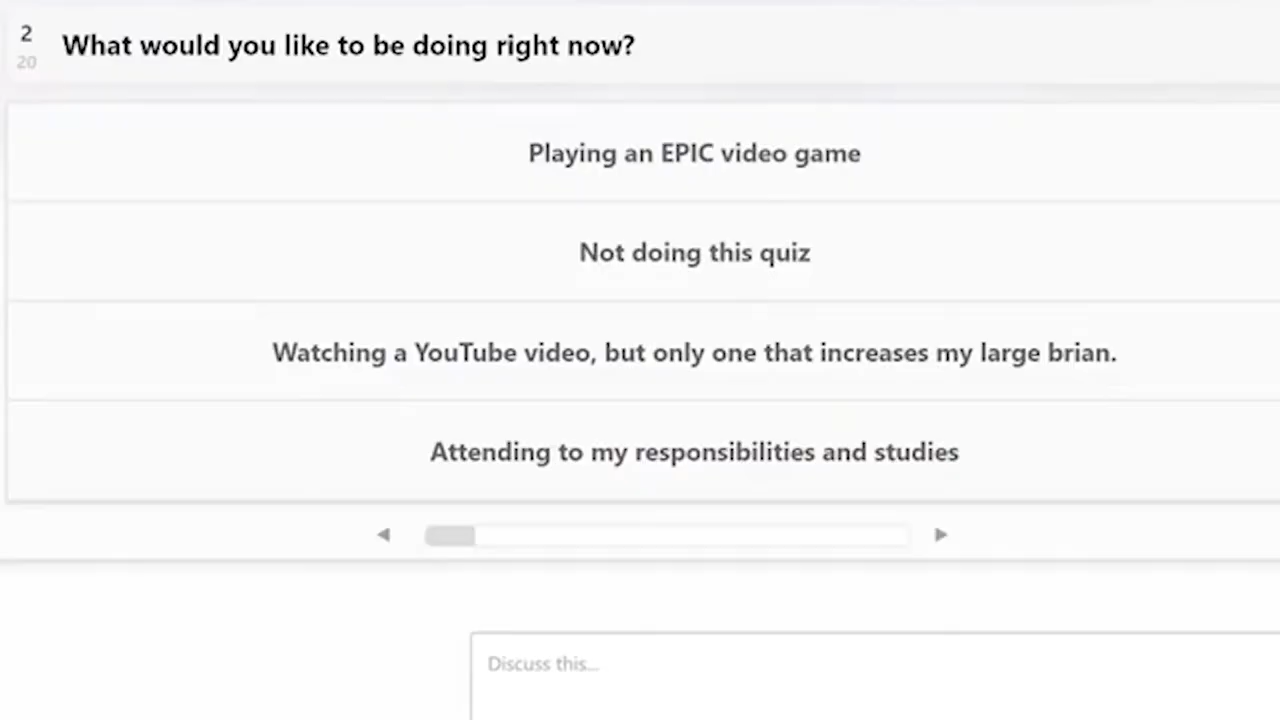 2
20
What would you like to be doing right now?
Playing an EPIC video game
Not doing this quiz
Watching a YouTube video, but only one that increases my large brian.
Attending to my responsibilities and studies
Discuss this...